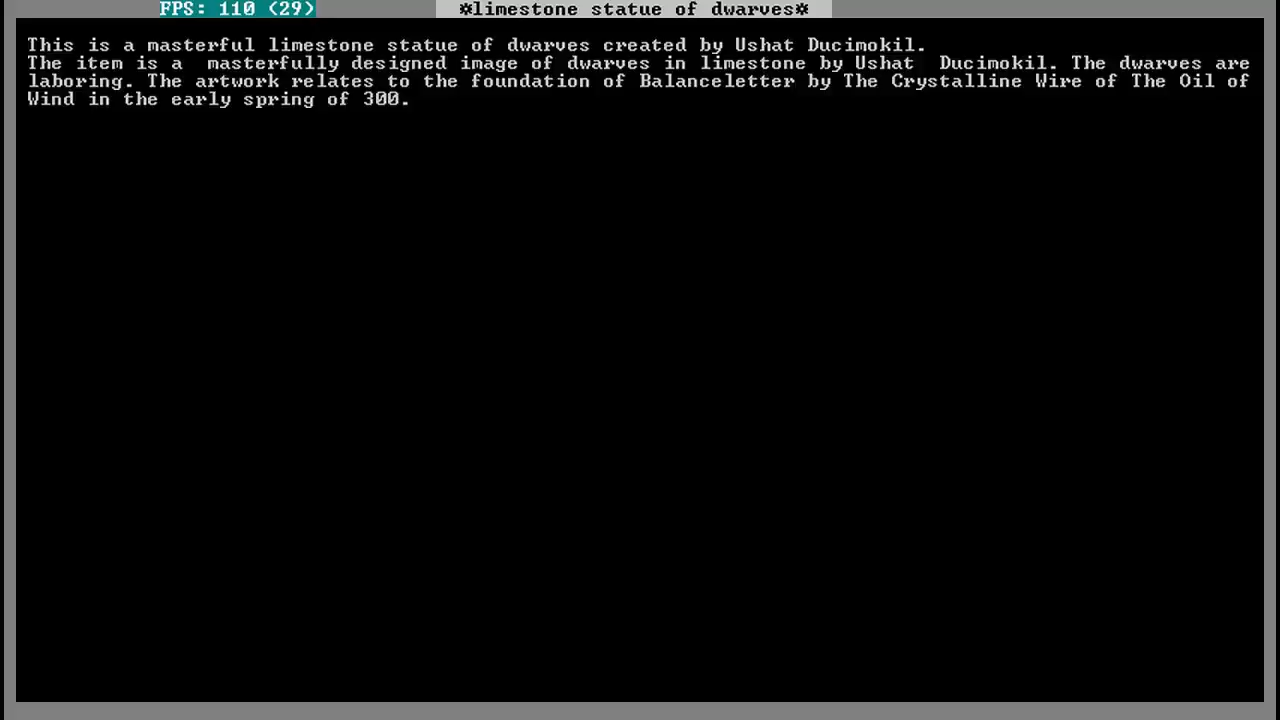 FPS: 110 (29)
☼limestone statue of dwarves☼
This is a masterful limestone statue of dwarves created by Ushat Ducimokil.
The item is a  masterfully designed image of dwarves in limestone by Ushat  Ducimokil. The dwarves are
laboring. The artwork relates to the foundation of Balanceletter by The Crystalline Wire of The Oil of
Wind in the early spring of 300.